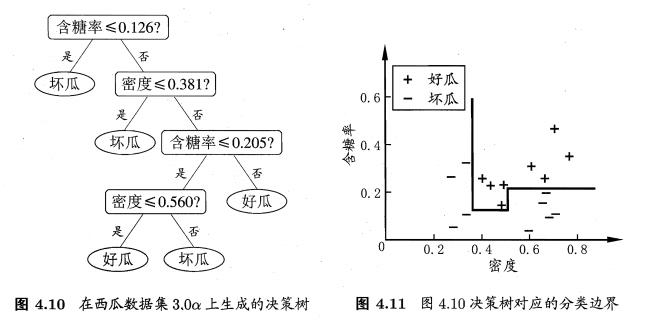 含糖率≤0.126?
是
否
坏瓜
密度≤0.381?
是
否
坏瓜
含糖率≤0.205?
是
否
密度≤0.560?
好瓜
是
否
好瓜
坏瓜
图 4.10 在西瓜数据集 3.0α 上生成的决策树
+ 好瓜
− 坏瓜
含糖率
0.6
0.4
0.2
0
0.2
0.4
0.6
0.8
密度
图 4.11 图 4.10 决策树对应的分类边界